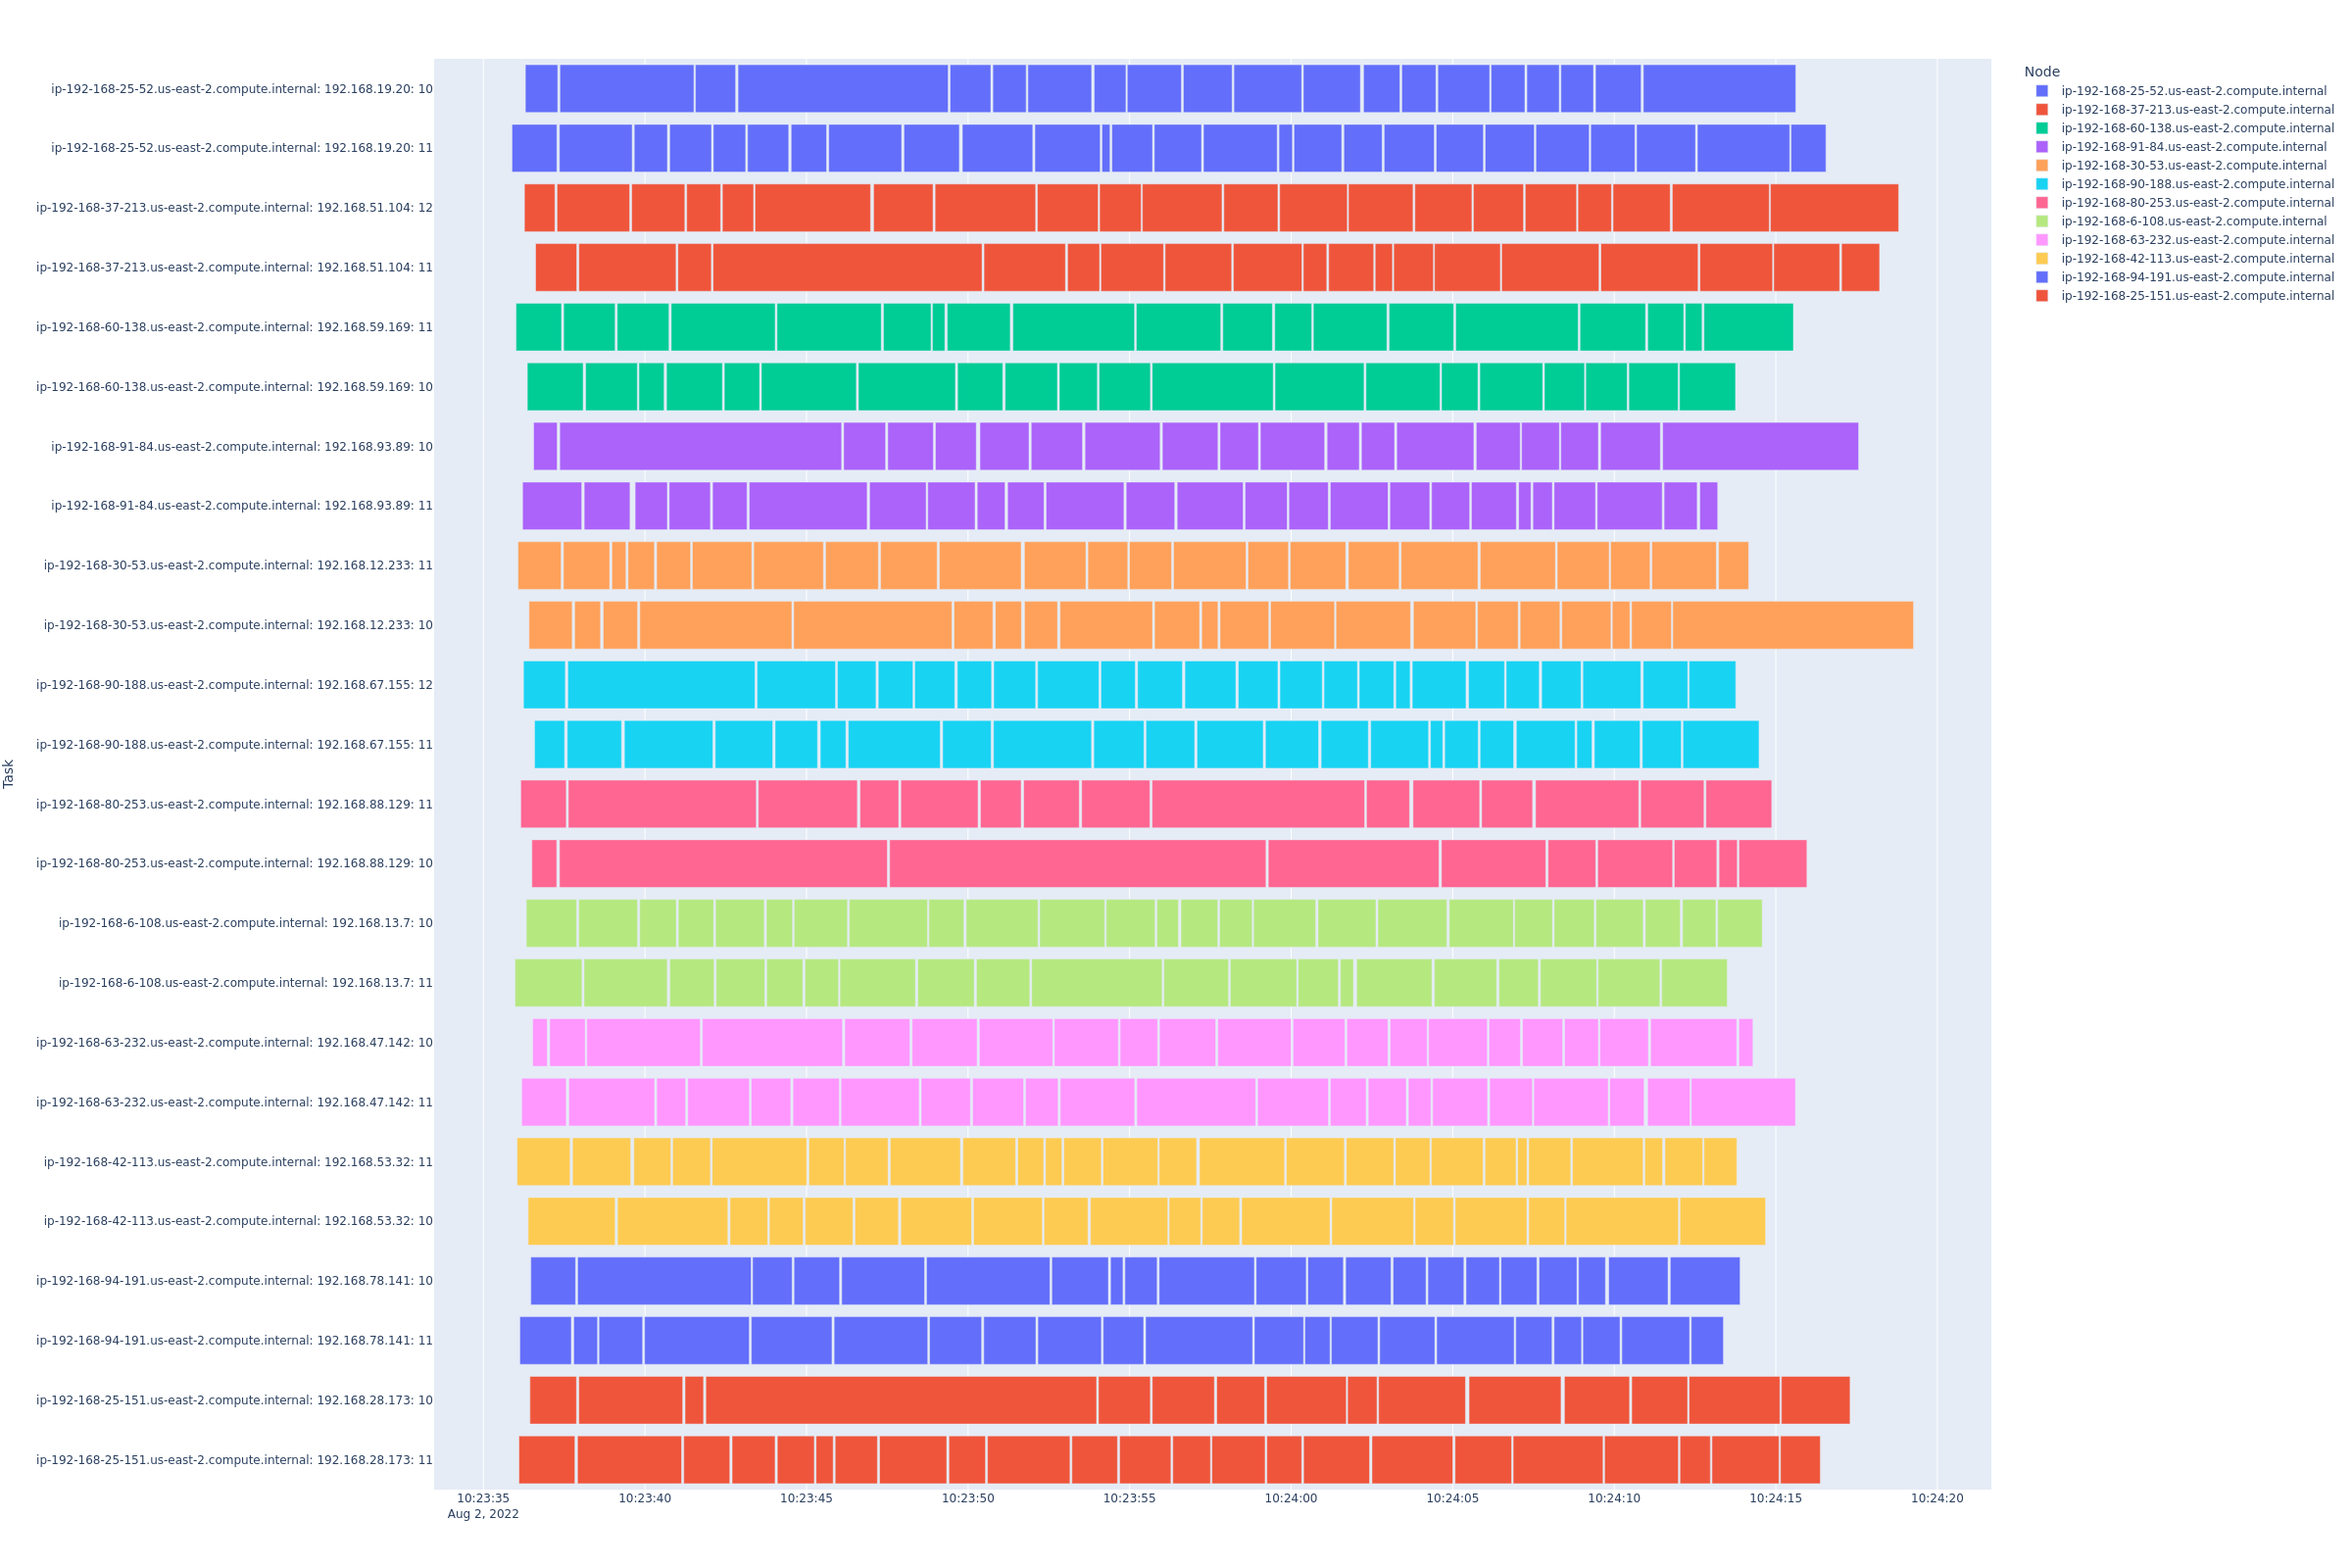 Node
ip-192-168-25-52.us-east-2.compute.internal
ip-192-168-37-213.us-east-2.compute.internal
ip-192-168-60-138.us-east-2.compute.internal
ip-192-168-91-84.us-east-2.compute.internal
ip-192-168-30-53.us-east-2.compute.internal
ip-192-168-90-188.us-east-2.compute.internal
ip-192-168-80-253.us-east-2.compute.internal
ip-192-168-6-108.us-east-2.compute.internal
ip-192-168-63-232.us-east-2.compute.internal
ip-192-168-42-113.us-east-2.compute.internal
ip-192-168-94-191.us-east-2.compute.internal
ip-192-168-25-151.us-east-2.compute.internal
Task
ip-192-168-25-52.us-east-2.compute.internal: 192.168.19.20: 10
ip-192-168-25-52.us-east-2.compute.internal: 192.168.19.20: 11
ip-192-168-37-213.us-east-2.compute.internal: 192.168.51.104: 12
ip-192-168-37-213.us-east-2.compute.internal: 192.168.51.104: 11
ip-192-168-60-138.us-east-2.compute.internal: 192.168.59.169: 11
ip-192-168-60-138.us-east-2.compute.internal: 192.168.59.169: 10
ip-192-168-91-84.us-east-2.compute.internal: 192.168.93.89: 10
ip-192-168-91-84.us-east-2.compute.internal: 192.168.93.89: 11
ip-192-168-30-53.us-east-2.compute.internal: 192.168.12.233: 11
ip-192-168-30-53.us-east-2.compute.internal: 192.168.12.233: 10
ip-192-168-90-188.us-east-2.compute.internal: 192.168.67.155: 12
ip-192-168-90-188.us-east-2.compute.internal: 192.168.67.155: 11
ip-192-168-80-253.us-east-2.compute.internal: 192.168.88.129: 11
ip-192-168-80-253.us-east-2.compute.internal: 192.168.88.129: 10
ip-192-168-6-108.us-east-2.compute.internal: 192.168.13.7: 10
ip-192-168-6-108.us-east-2.compute.internal: 192.168.13.7: 11
ip-192-168-63-232.us-east-2.compute.internal: 192.168.47.142: 10
ip-192-168-63-232.us-east-2.compute.internal: 192.168.47.142: 11
ip-192-168-42-113.us-east-2.compute.internal: 192.168.53.32: 11
ip-192-168-42-113.us-east-2.compute.internal: 192.168.53.32: 10
ip-192-168-94-191.us-east-2.compute.internal: 192.168.78.141: 10
ip-192-168-94-191.us-east-2.compute.internal: 192.168.78.141: 11
ip-192-168-25-151.us-east-2.compute.internal: 192.168.28.173: 10
ip-192-168-25-151.us-east-2.compute.internal: 192.168.28.173: 11
10:23:35 10:23:40 10:23:45 10:23:50 10:23:55 10:24:00 10:24:05 10:24:10 10:24:15 10:24:20
Aug 2, 2022